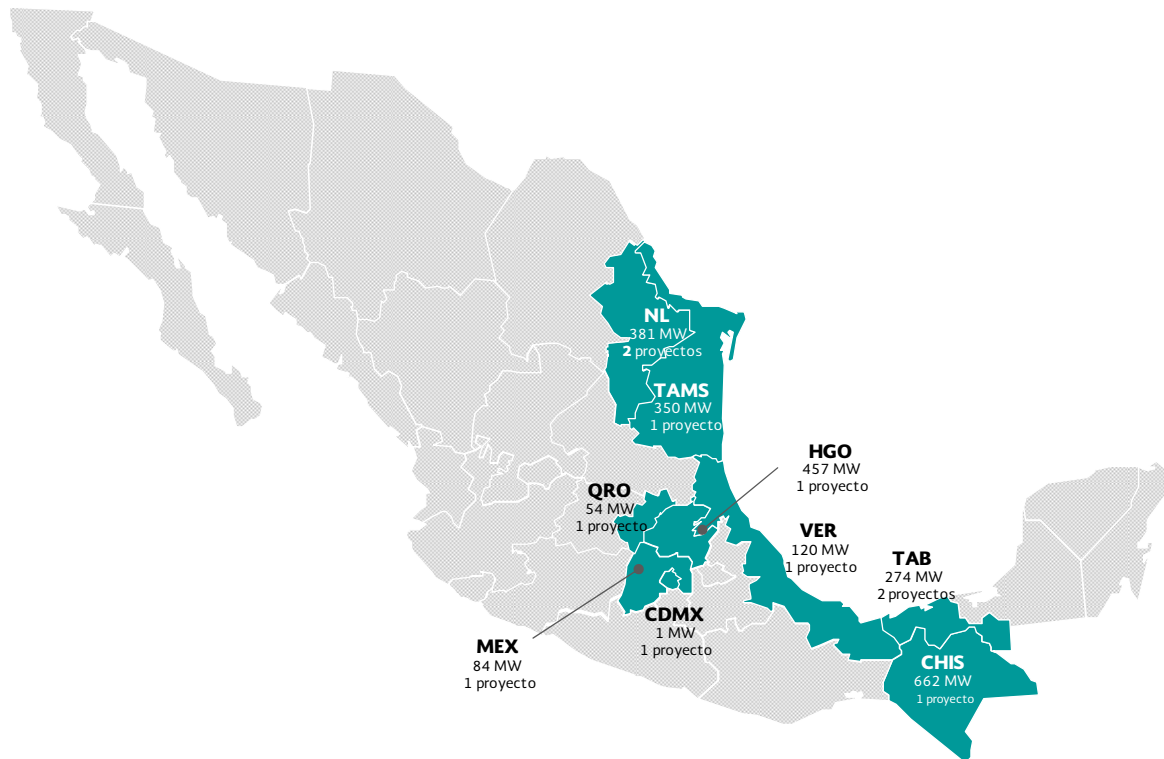 NL
381 MW
2 proyectos
TAMS
350 MW
1 proyecto
HGO
457 MW
1 proyecto
QRO
54 MW
1 proyecto
VER
120 MW
1 proyecto
TAB
274 MW
2 proyectos
CDMX
1 MW
1 proyecto
MEX
84 MW
1 proyecto
CHIS
662 MW
1 proyecto